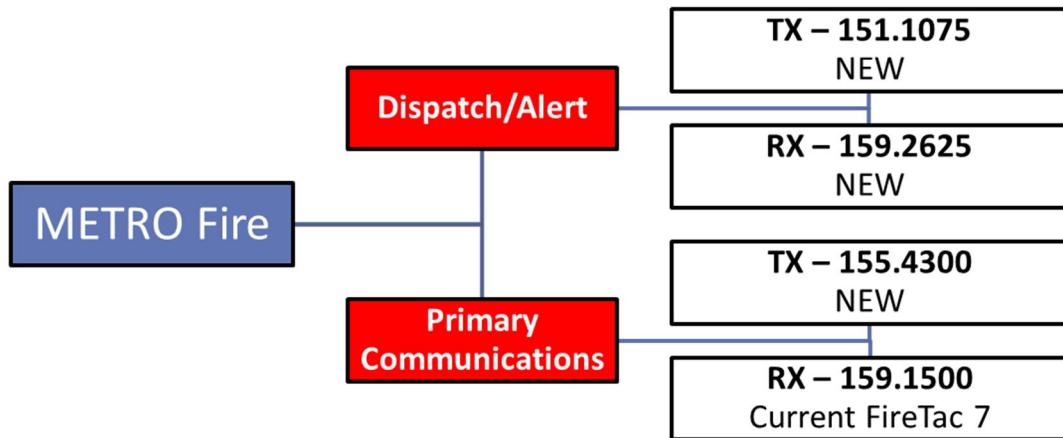 METRO Fire
Dispatch/Alert
TX – 151.1075
NEW
RX – 159.2625
NEW
Primary
Communications
TX – 155.4300
NEW
RX – 159.1500
Current FireTac 7